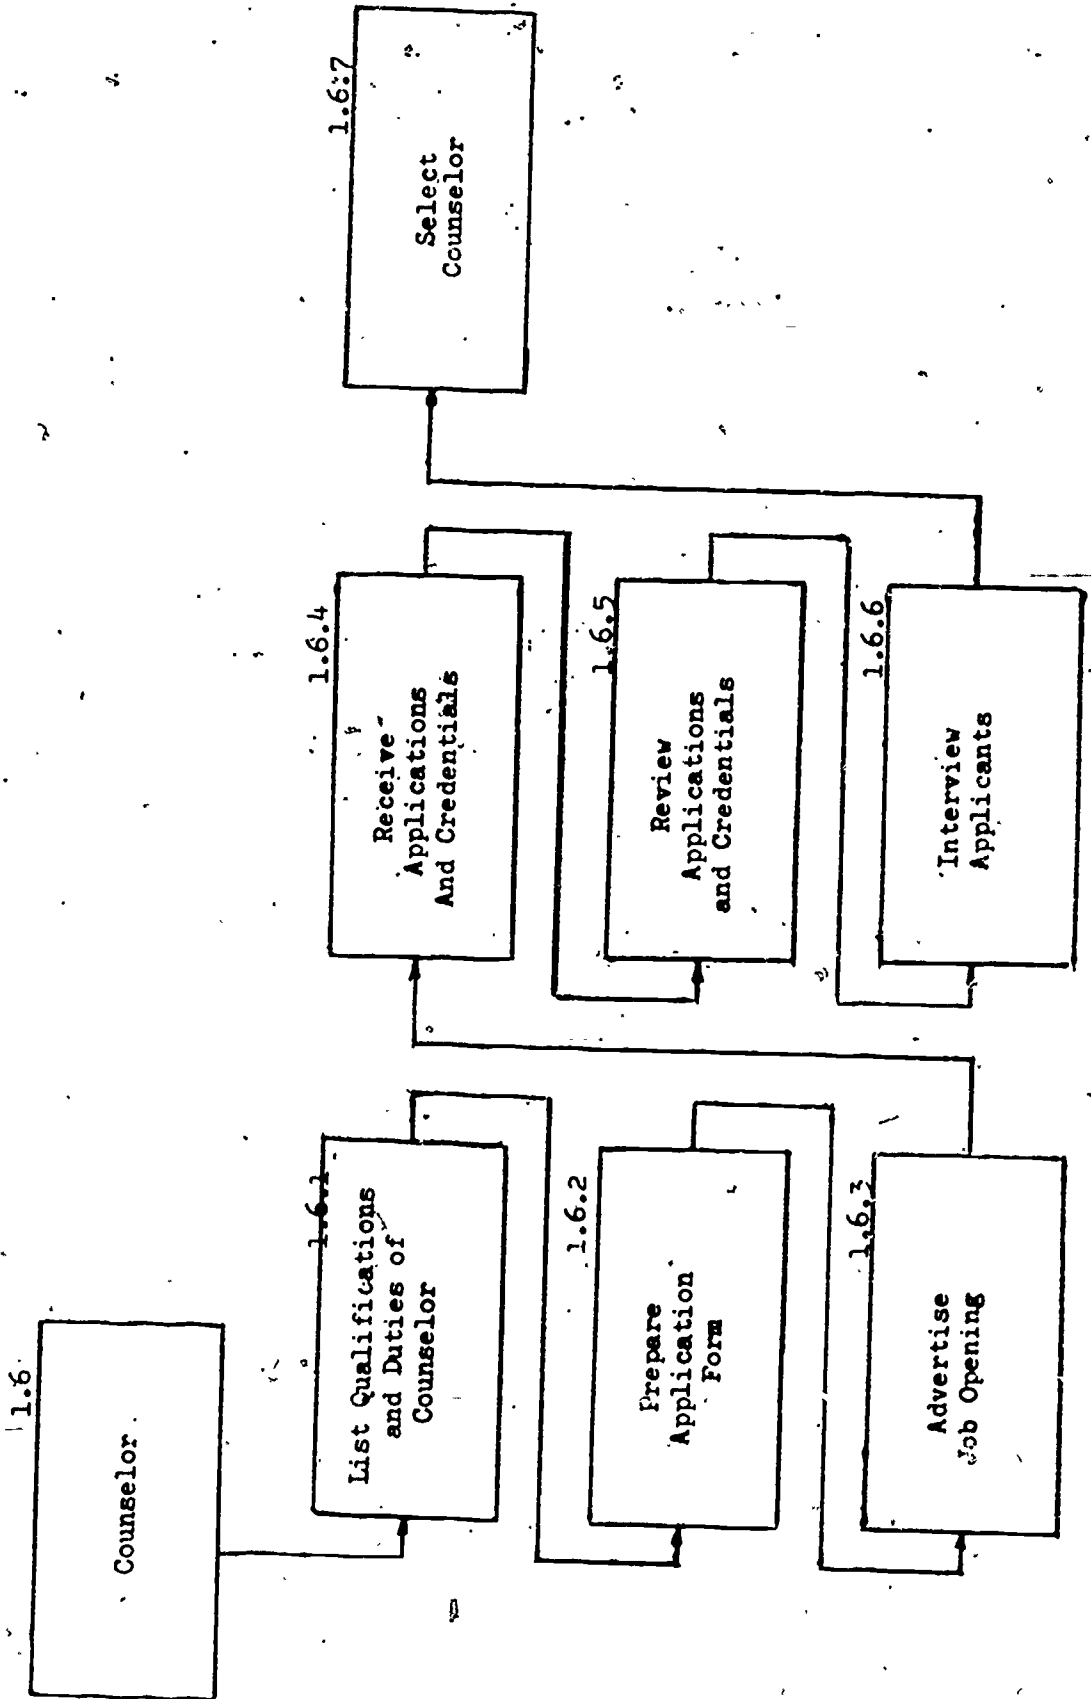 1.6
Counselor
1.6.1
List Qualifications
and Duties of
Counselor
1.6.2
Prepare
Application
Form
1.6.3
Advertise
Job Opening
1.6.4
Receive
Applications
And Credentials
1.6.5
Review
Applications
and Credentials
1.6.6
Interview
Applicants
1.6.7
Select
Counselor